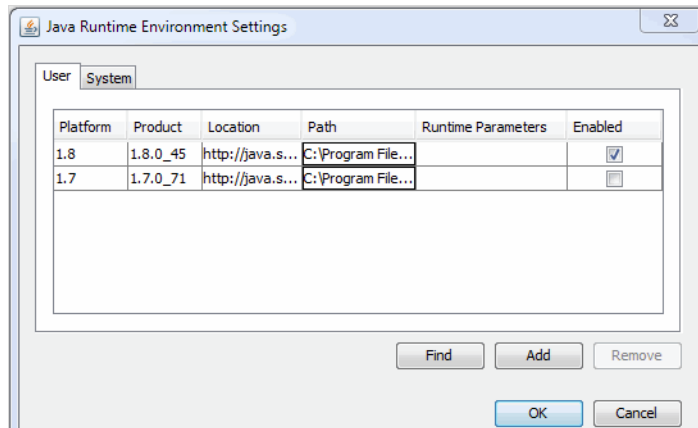 Java Runtime Environment Settings
User System
Platform Product Location Path Runtime Parameters Enabled
1.8 1.8.0_45 http://java.s... C:\Program File...
1.7 1.7.0_71 http://java.s... C:\Program File...
Find Add Remove
OK Cancel